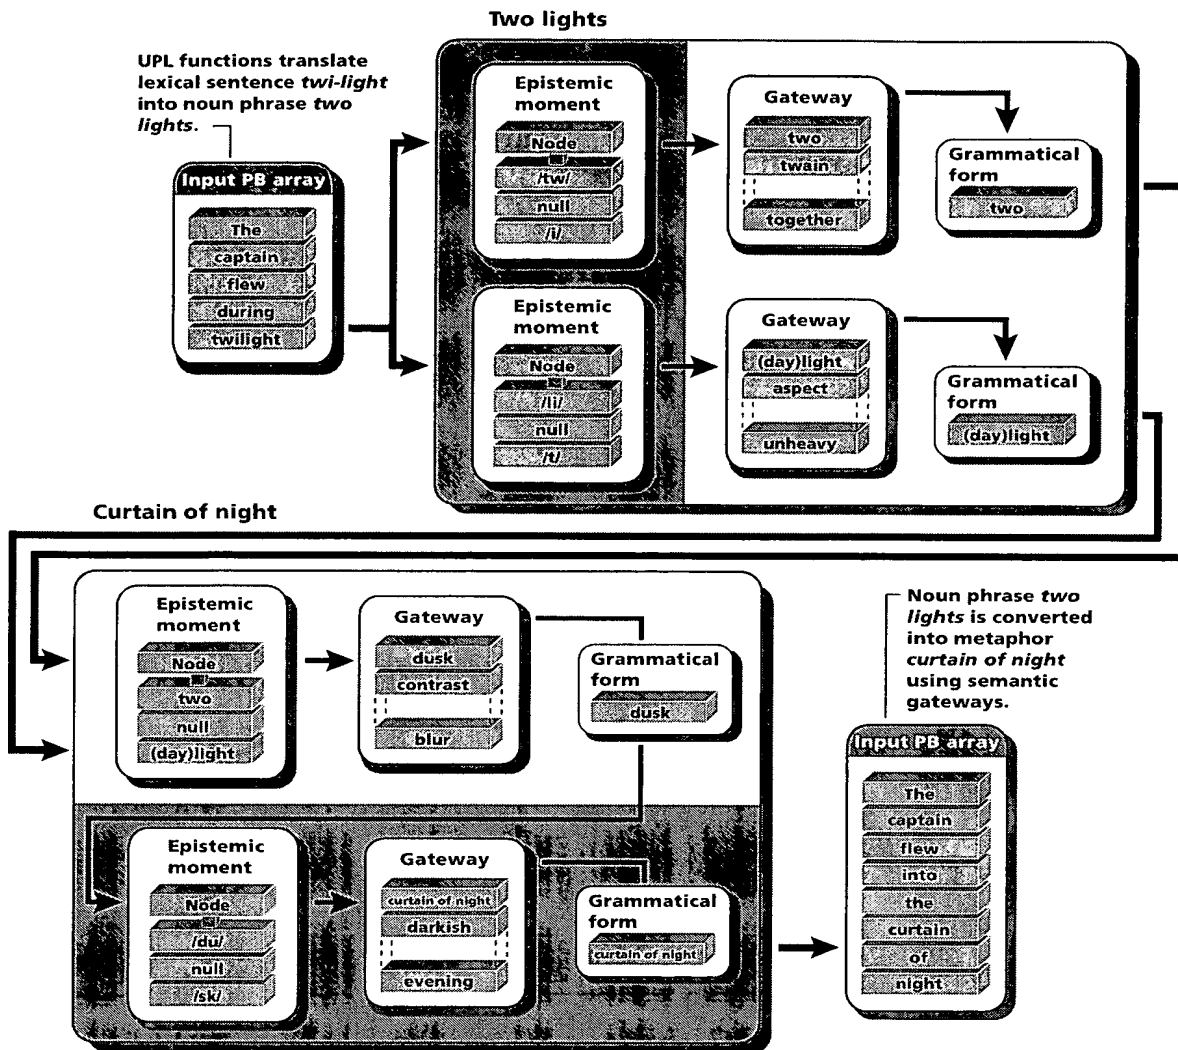 Two lights
UPL functions translate
lexical sentence twi-light
into noun phrase two
lights.
Input PB array
The
captain
flew
during
twilight
Epistemic
moment
Node
/tw/
null
/i/
Gateway
two
twain
together
Grammatical
form
two
Epistemic
moment
Node
/li/
null
/t/
Gateway
(day)light
aspect
unheavy
Grammatical
form
(day)light
Curtain of night
Epistemic
moment
Node
two
null
(day)light
Gateway
dusk
contrast
blur
Grammatical
form
dusk
Epistemic
moment
Node
/du/
null
/sk/
Gateway
curtain of night
darkish
evening
Grammatical
form
curtain of night
Noun phrase two
lights is converted
into metaphor
curtain of night
using semantic
gateways.
Input PB array
The
captain
flew
into
the
curtain
of
night